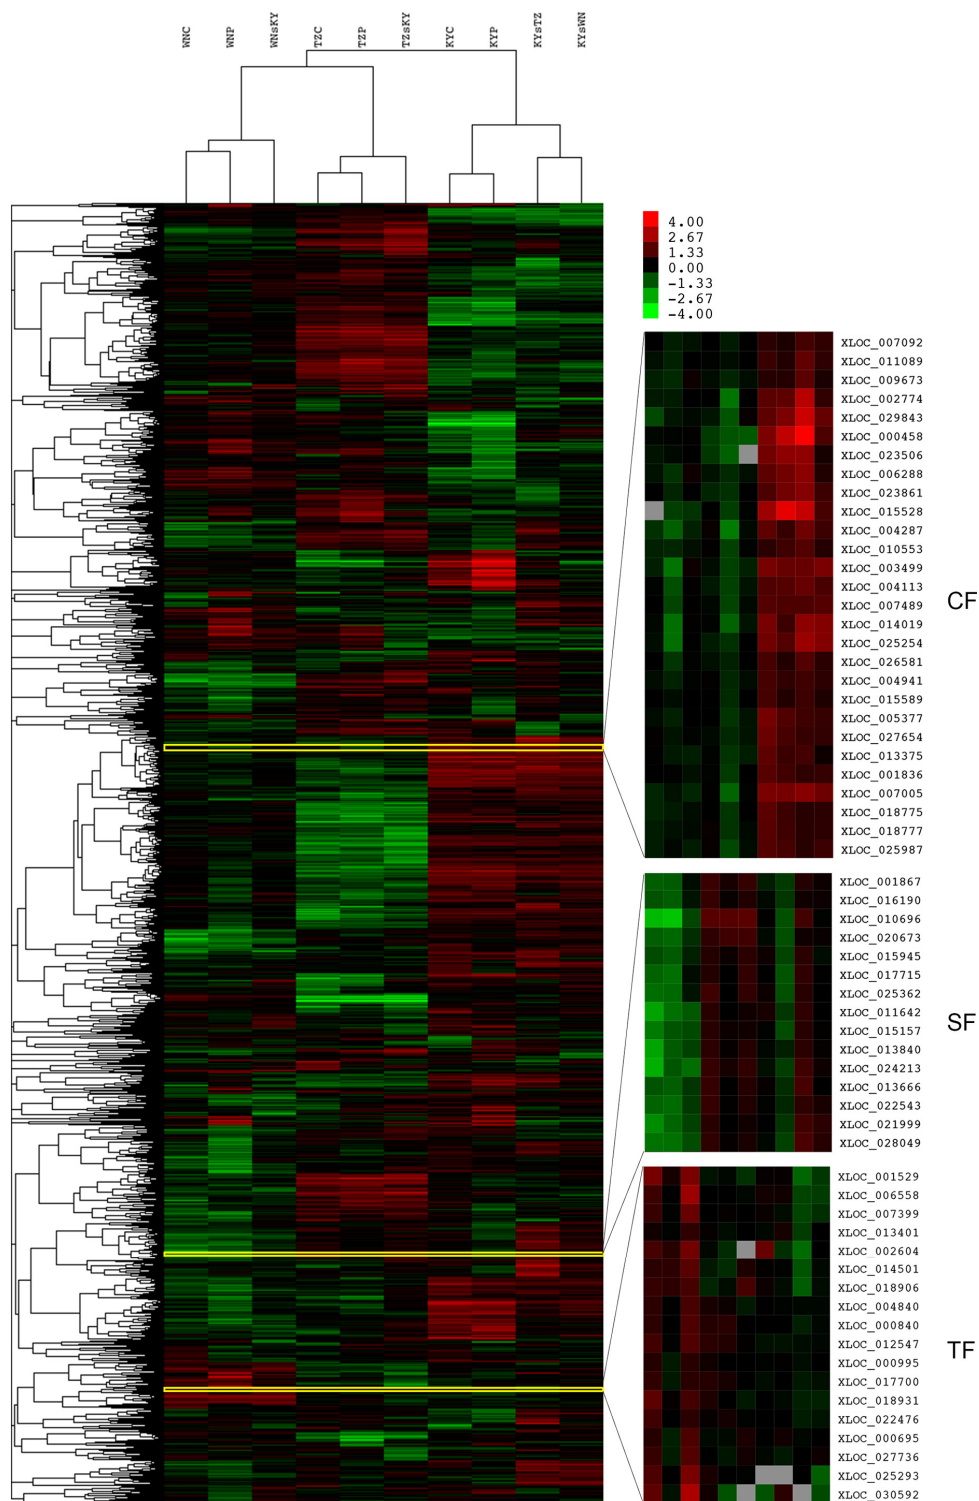 WNC
WNP
WNsKY
TZC
TZP
TZsKY
KYC
KYP
KYsTZ
KYsWN
4.00
2.67
1.33
0.00
-1.33
-2.67
-4.00
XLOC_007092
XLOC_011089
XLOC_009673
XLOC_002774
XLOC_029843
XLOC_000458
XLOC_023506
XLOC_006288
XLOC_023861
XLOC_015528
XLOC_004287
XLOC_010553
XLOC_003499
XLOC_004113
XLOC_007489
XLOC_014019
XLOC_025254
XLOC_026581
XLOC_004941
XLOC_015589
XLOC_005377
XLOC_027654
XLOC_013375
XLOC_001836
XLOC_007005
XLOC_018775
XLOC_018777
XLOC_025987
CF
XLOC_001867
XLOC_016190
XLOC_010696
XLOC_020673
XLOC_015945
XLOC_017715
XLOC_025362
XLOC_011642
XLOC_015157
XLOC_013840
XLOC_024213
XLOC_013666
XLOC_022543
XLOC_021999
XLOC_028049
SF
XLOC_001529
XLOC_006558
XLOC_007399
XLOC_013401
XLOC_002604
XLOC_014501
XLOC_018906
XLOC_004840
XLOC_000840
XLOC_012547
XLOC_000995
XLOC_017700
XLOC_018931
XLOC_022476
XLOC_000695
XLOC_027736
XLOC_025293
XLOC_030592
TF